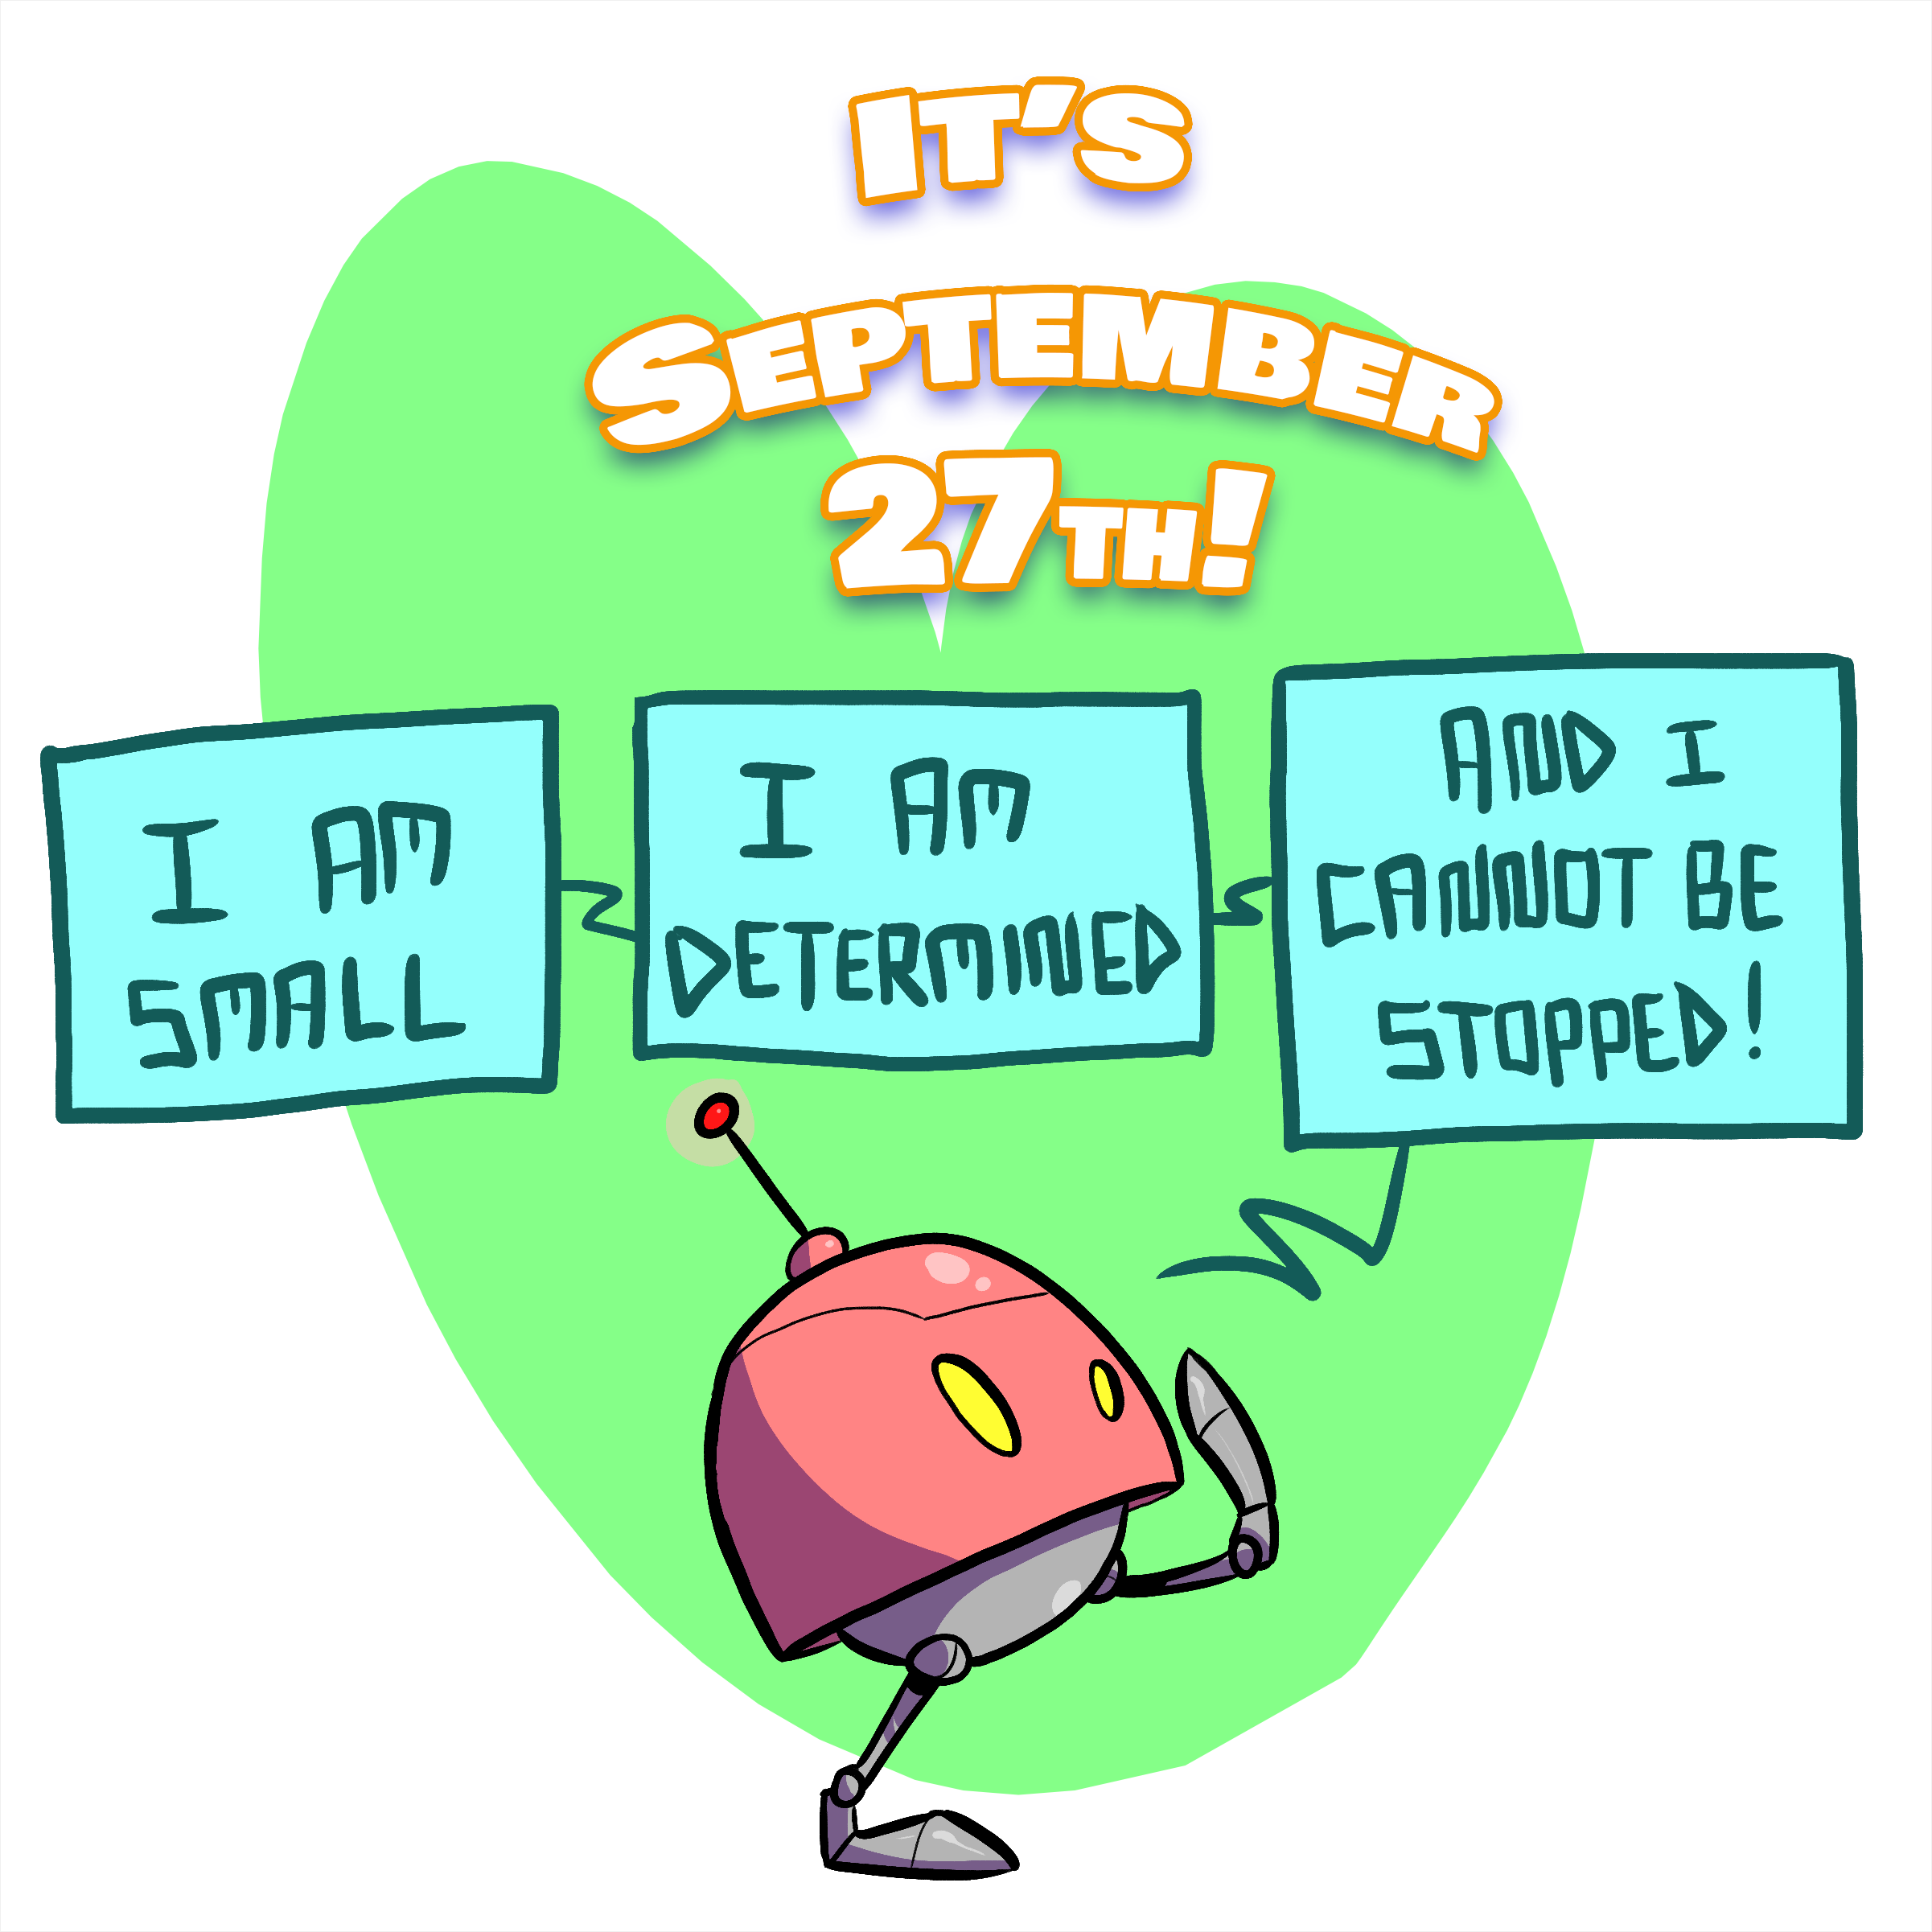 It's
September
27th!
I AM
SMALL
I AM
DETERMINED
AND I
CANNOT BE
STOPPED!